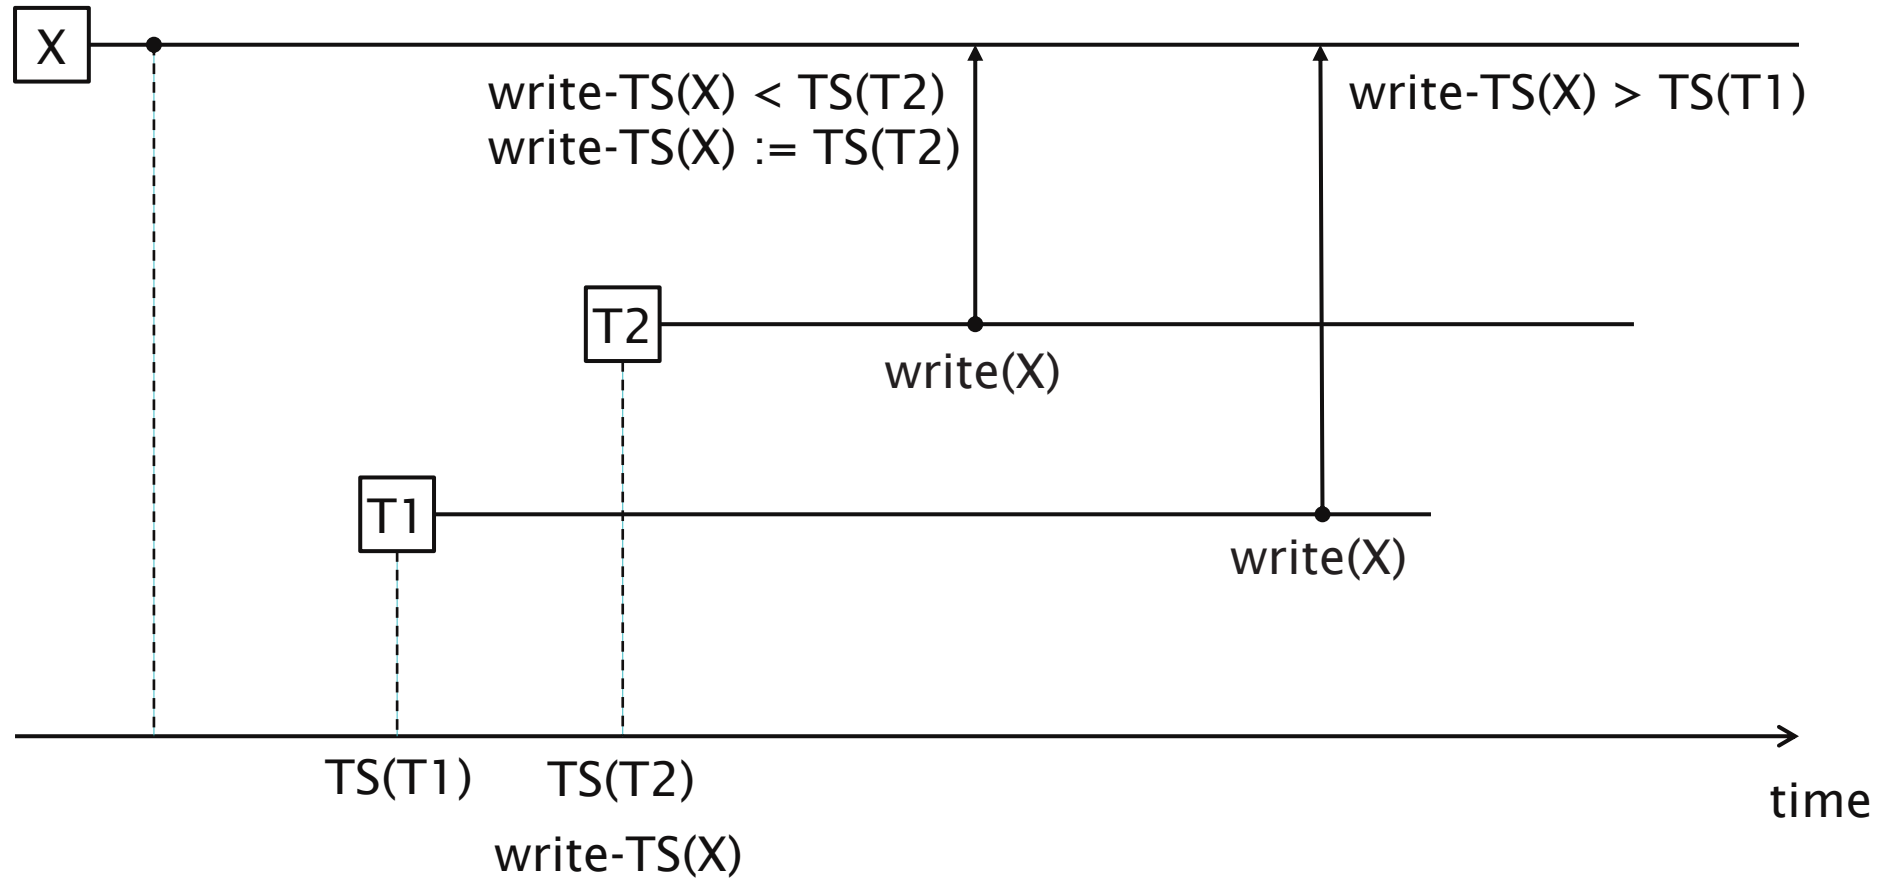 X
write-TS(X) < TS(T2)
write-TS(X) := TS(T2)
write-TS(X) > TS(T1)
T2
write(X)
T1
write(X)
TS(T1)
TS(T2)
time
write-TS(X)